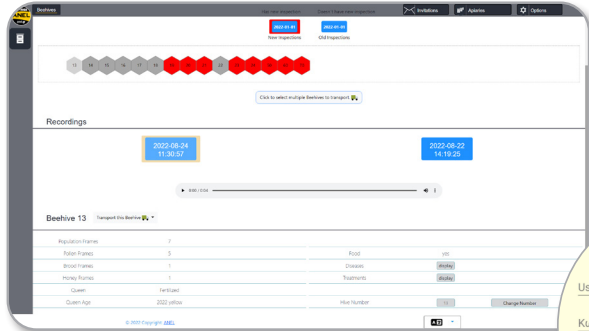 ANEL
Beehives
Invitations
Apiaries
Options
2022-01-01
New Inspections
Old Inspections
13 14 15 16 17 18
Click to select multiple Beehives to transport
Recordings
2022-08-24
11:30:57
2022-08-22
14:19:25
0:00 / 0:04
Beehive 13 Transport this Beehive
Population Frames 7
Pollen Frames 5 Food yes
Brood Frames 1 Diseases display
Honey Frames 1 Treatments display
Queen Fertilized
Queen Age 2022 yellow Hive Number Change Number
© 2022 Copyright: ANEL
Us
Ku